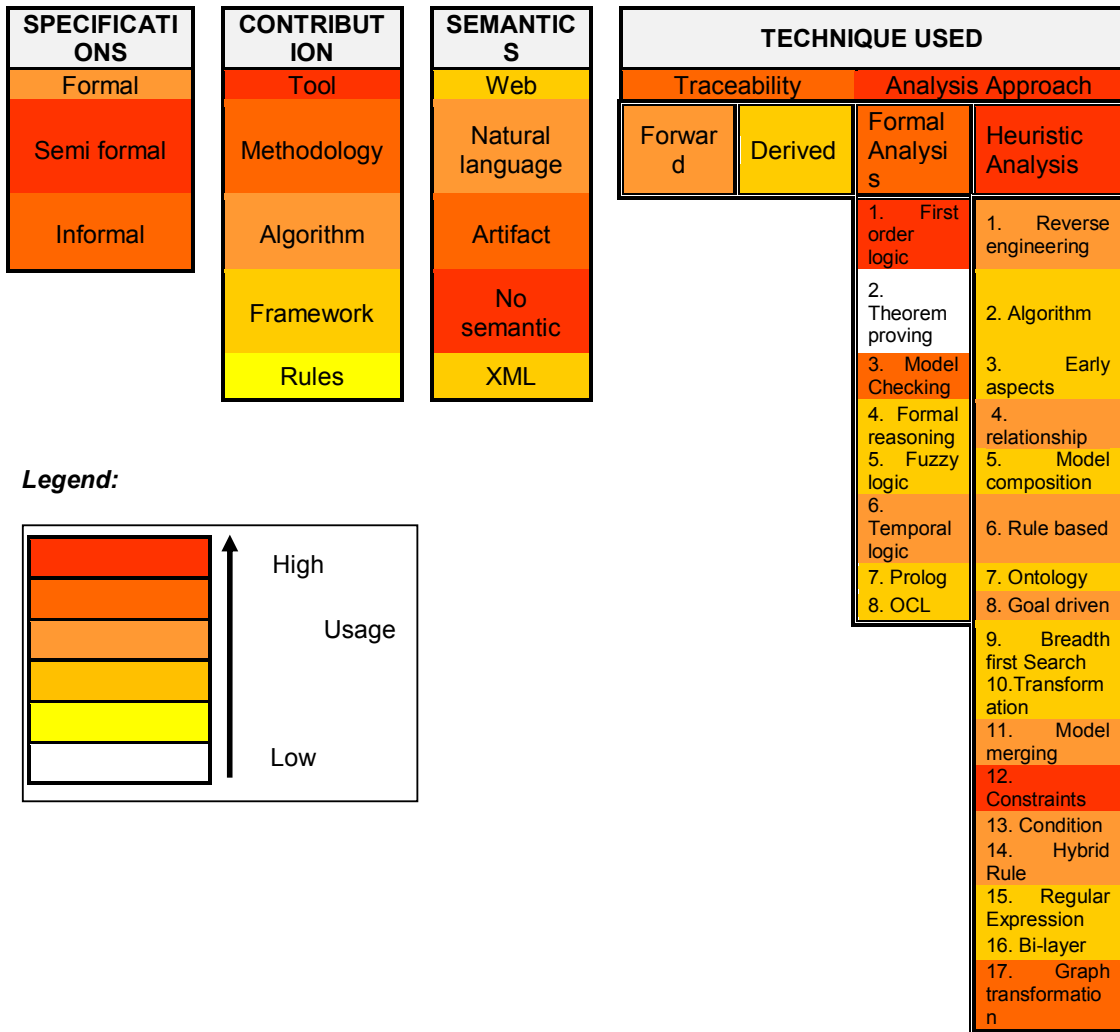 SPECIFICATI
ONS
Formal
Semi formal
Informal
CONTRIBUT
ION
Tool
Methodology
Algorithm
Framework
Rules
SEMANTIC
S
Web
Natural
language
Artifact
No
semantic
XML
TECHNIQUE USED
Traceability
Analysis Approach
Forwar
d
Derived
Formal
Analysi
s
Heuristic
Analysis
1. First
order
logic
2.
Theorem
proving
3. Model
Checking
4. Formal
reasoning
5. Fuzzy
logic
6.
Temporal
logic
7. Prolog
8. OCL
1. Reverse
engineering
2. Algorithm
3. Early
aspects
4.
relationship
5. Model
composition
6. Rule based
7. Ontology
8. Goal driven
9. Breadth
first Search
10.Transform
ation
11. Model
merging
12.
Constraints
13. Condition
14. Hybrid
Rule
15. Regular
Expression
16. Bi-layer
17. Graph
transformatio
n
Legend:
High
Usage
Low